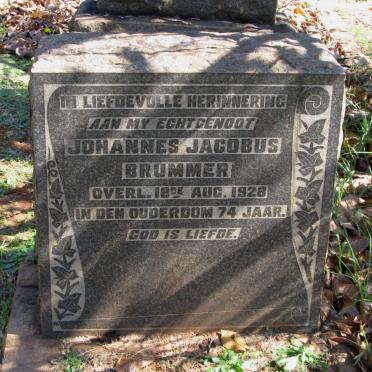 IN LIEFDEVOLLE HERINNERING
AAN MY ECHTGENOOT
JOHANNES JACOBUS
BRUMMER
OVERL. 18DE AUG. 1928
IN DEN OUDERDOM 74 JAAR.
GOD IS LIEFDE.